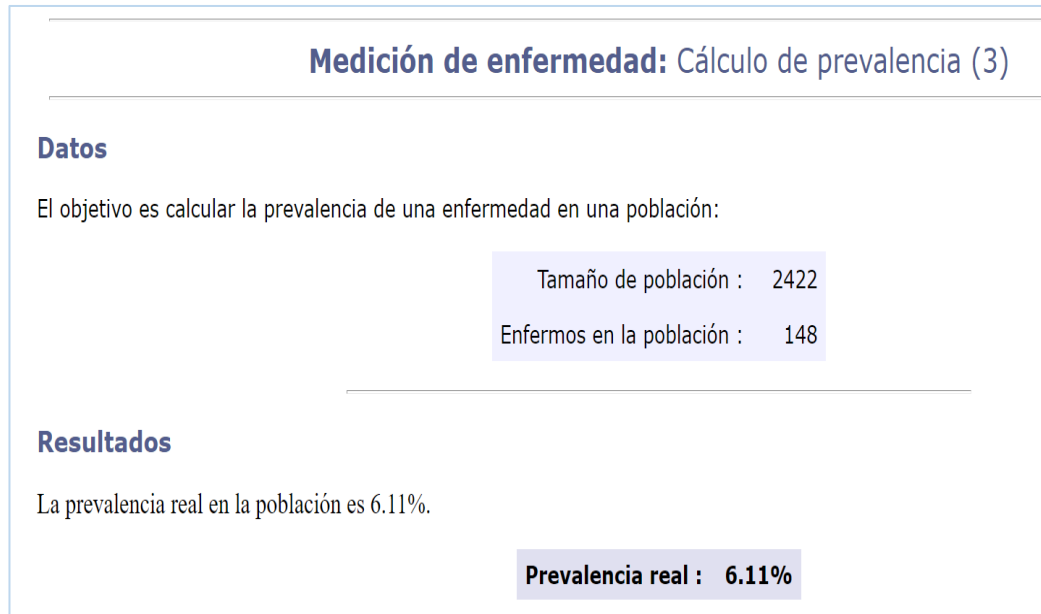 Medición de enfermedad: Cálculo de prevalencia (3)
Datos
El objetivo es calcular la prevalencia de una enfermedad en una población:
Tamaño de población : 2422
Enfermos en la población : 148
Resultados
La prevalencia real en la población es 6.11%.
Prevalencia real : 6.11%